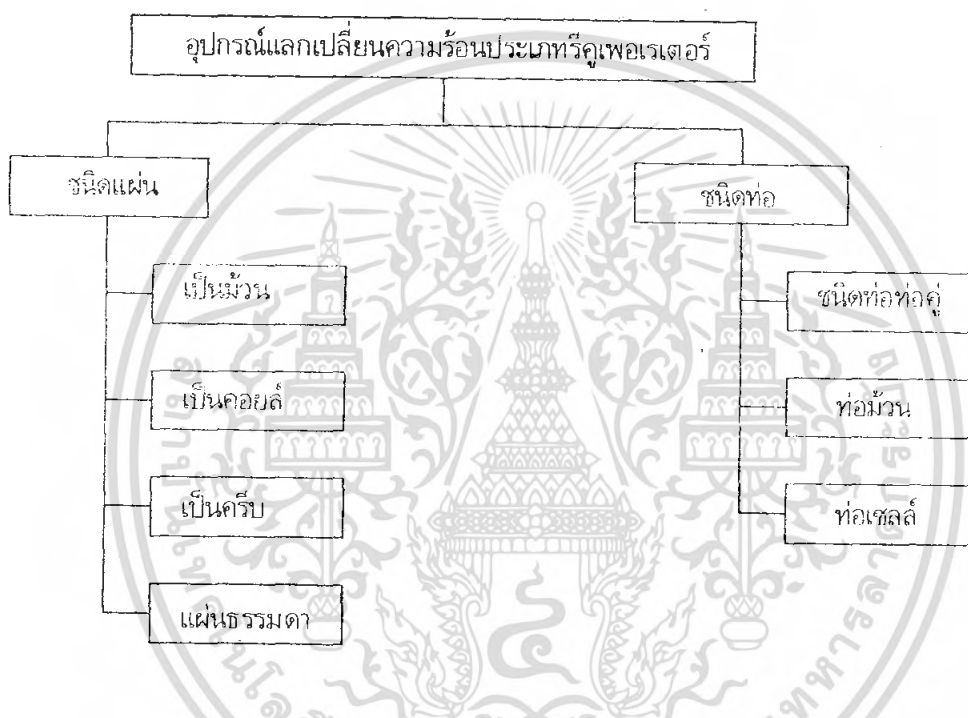 อุปกรณ์แลกเปลี่ยนความร้อนประเภทรีคูเพอเรเตอร์
ชนิดแผ่น
ชนิดท่อ
เป็นม้วน
ชนิดท่อท่อคู่
เป็นคอยล์
ท่อม้วน
เป็นครีบ
ท่อเชลล์
แผ่นธรรมดา